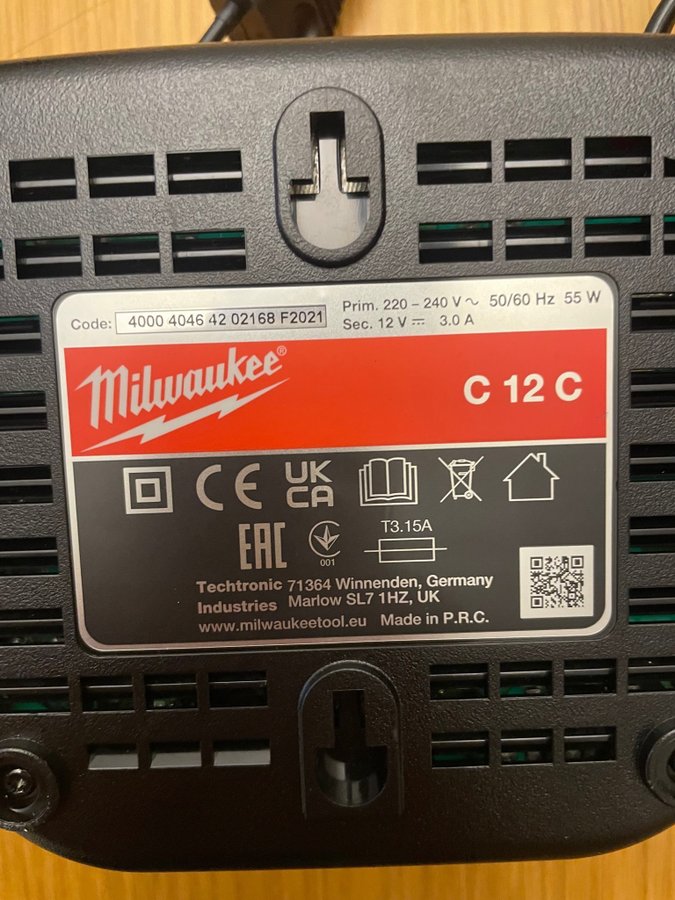 Code: 4000 4046 42 02168 F2021
Prim. 220 – 240 V ~ 50/60 Hz 55 W
Sec. 12 V ⎓ 3.0 A
Milwaukee®
C 12 C
CE UK CA
EAC
001
T3.15A
Techtronic 71364 Winnenden, Germany
Industries Marlow SL7 1HZ, UK
www.milwaukeetool.eu Made in P.R.C.